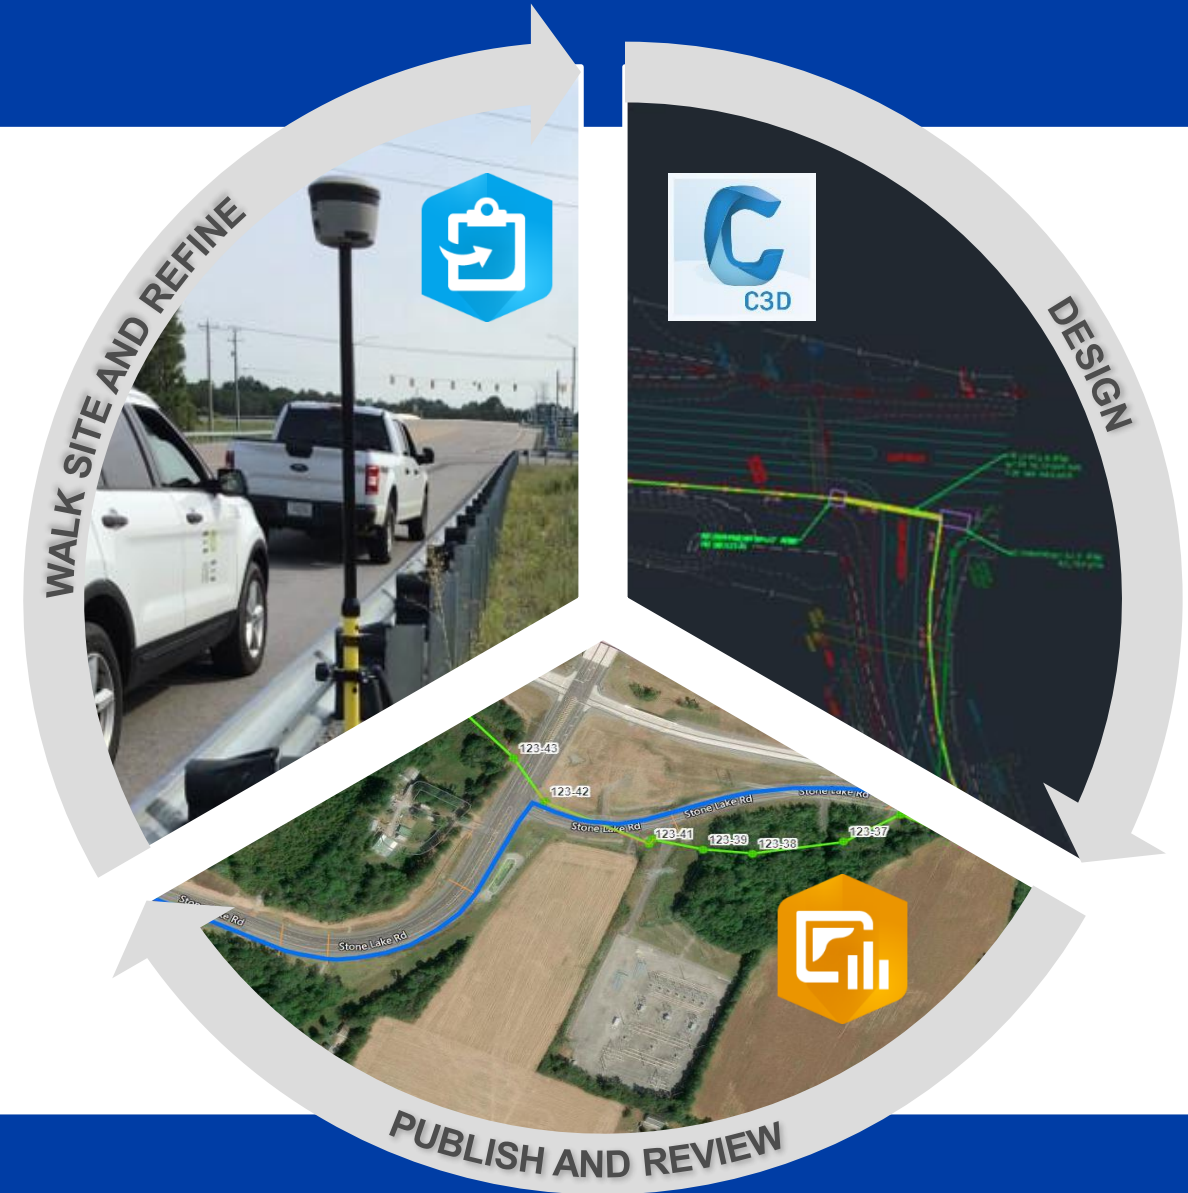 WALK SITE AND REFINE
C3D
DESIGN
123-43
123-42
Stone Lake Rd
Stone Lake Rd
Stone Lake Rd
123-41
123-39
123-38
123-37
Stone Lake Rd
PUBLISH AND REVIEW